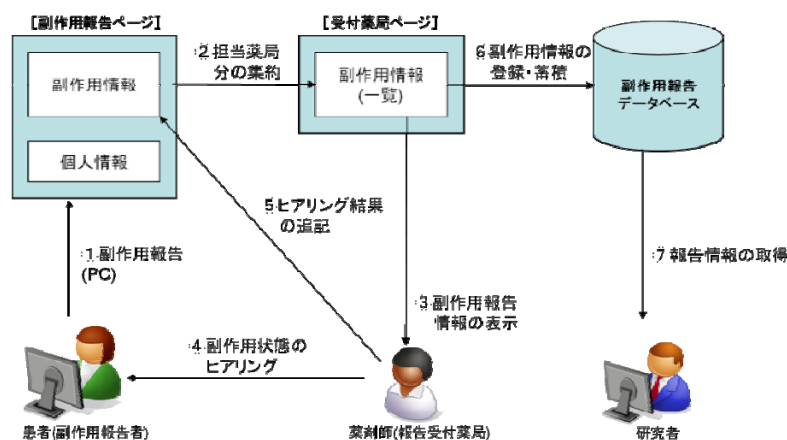 [副作用報告ページ]
[受付薬局ページ]
副作用情報
個人情報
2.担当薬局
分の集約
副作用情報
(一覧)
6.副作用情報の
登録・蓄積
副作用報告
データベース
1.副作用報告
(PC)
5.ヒアリング結果
の追記
3.副作用報告
情報の表示
7.報告情報の取得
4.副作用状態の
ヒアリング
患者(副作用報告者)
薬剤師(報告受付薬局)
研究者